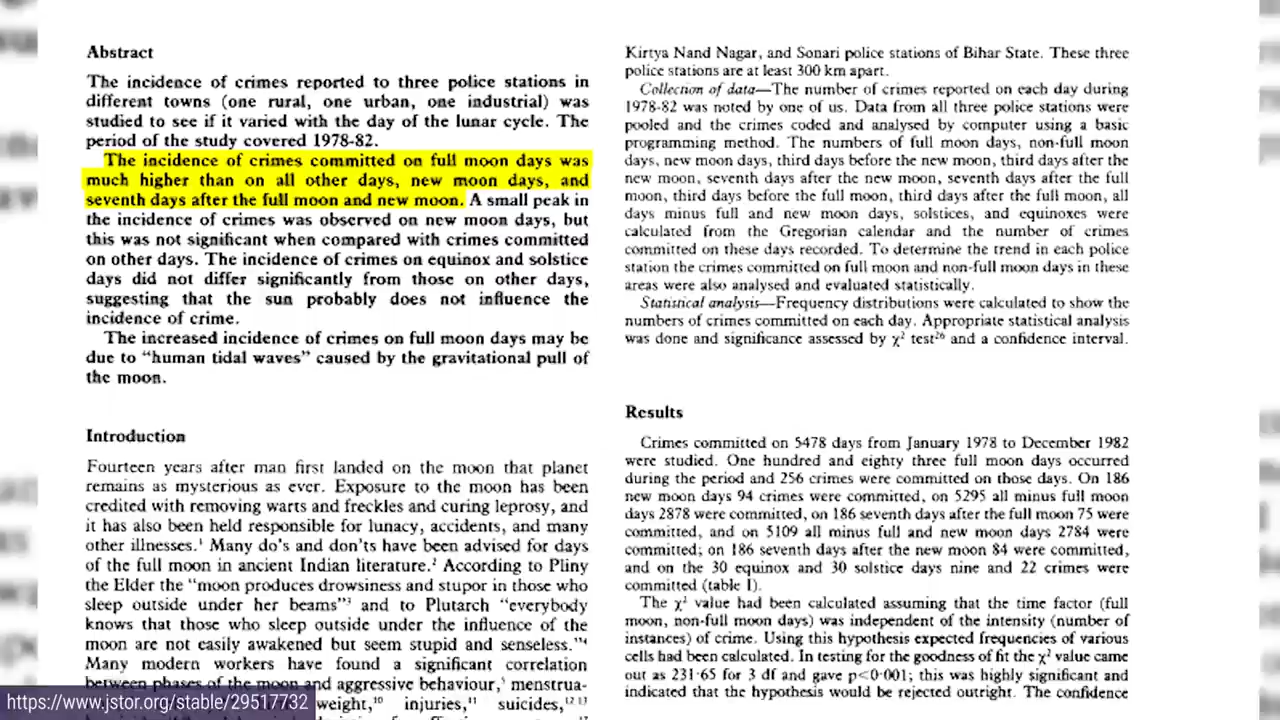 Abstract
The incidence of crimes reported to three police stations in
different towns (one rural, one urban, one industrial) was
studied to see if it varied with the day of the lunar cycle. The
period of the study covered 1978-82.
The incidence of crimes committed on full moon days was
much higher than on all other days, new moon days, and
seventh days after the full moon and new moon. A small peak in
the incidence of crimes was observed on new moon days, but
this was not significant when compared with crimes committed
on other days. The incidence of crimes on equinox and solstice
days did not differ significantly from those on other days,
suggesting that the sun probably does not influence the
incidence of crime.
The increased incidence of crimes on full moon days may be
due to “human tidal waves” caused by the gravitational pull of
the moon.
Introduction
Fourteen years after man first landed on the moon that planet
remains as mysterious as ever. Exposure to the moon has been
credited with removing warts and freckles and curing leprosy, and
it has also been held responsible for lunacy, accidents, and many
other illnesses.¹ Many do's and don'ts have been advised for days
of the full moon in ancient Indian literature.² According to Pliny
the Elder the “moon produces drowsiness and stupor in those who
sleep outside under her beams”³ and to Plutarch “everybody
knows that those who sleep outside under the influence of the
moon are not easily awakened but seem stupid and senseless.”⁴
Many modern workers have found a significant correlation
between phases of the moon and aggressive behaviour,⁵ menstrua-
weight,¹⁰ injuries,¹¹ suicides,¹² ¹³
https://www.jstor.org/stable/29517732
Kirtya Nand Nagar, and Sonari police stations of Bihar State. These three
police stations are at least 300 km apart.
Collection of data—The number of crimes reported on each day during
1978-82 was noted by one of us. Data from all three police stations were
pooled and the crimes coded and analysed by computer using a basic
programming method. The numbers of full moon days, non-full moon
days, new moon days, third days before the new moon, third days after the
new moon, seventh days after the new moon, seventh days after the full
moon, third days before the full moon, third days after the full moon, all
days minus full and new moon days, solstices, and equinoxes were
calculated from the Gregorian calendar and the number of crimes
committed on these days recorded. To determine the trend in each police
station the crimes committed on full moon and non-full moon days in these
areas were also analysed and evaluated statistically.
Statistical analysis—Frequency distributions were calculated to show the
numbers of crimes committed on each day. Appropriate statistical analysis
was done and significance assessed by χ² test²⁶ and a confidence interval.
Results
Crimes committed on 5478 days from January 1978 to December 1982
were studied. One hundred and eighty three full moon days occurred
during the period and 256 crimes were committed on those days. On 186
new moon days 94 crimes were committed, on 5295 all minus full moon
days 2878 were committed, on 186 seventh days after the full moon 75 were
committed, and on 5109 all minus full and new moon days 2784 were
committed; on 186 seventh days after the new moon 84 were committed,
and on the 30 equinox and 30 solstice days nine and 22 crimes were
committed (table I).
The χ² value had been calculated assuming that the time factor (full
moon, non-full moon days) was independent of the intensity (number of
instances) of crime. Using this hypothesis expected frequencies of various
cells had been calculated. In testing for the goodness of fit the χ² value came
out as 231·65 for 3 df and gave p<0·001; this was highly significant and
indicated that the hypothesis would be rejected outright. The confidence